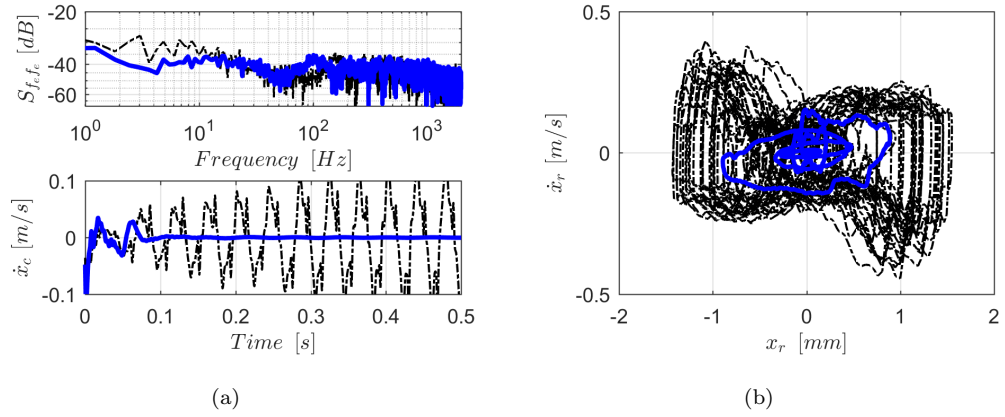 -20
-40
-60
S_{f_e f_e} [dB]
10^0 10^1 10^2 10^3
Frequency [Hz]
0.1
0
-0.1
ẋ_c [m/s]
0 0.1 0.2 0.3 0.4 0.5
Time [s]
(a)
0.5
0
-0.5
ẋ_r [m/s]
-2 -1 0 1 2
x_r [mm]
(b)